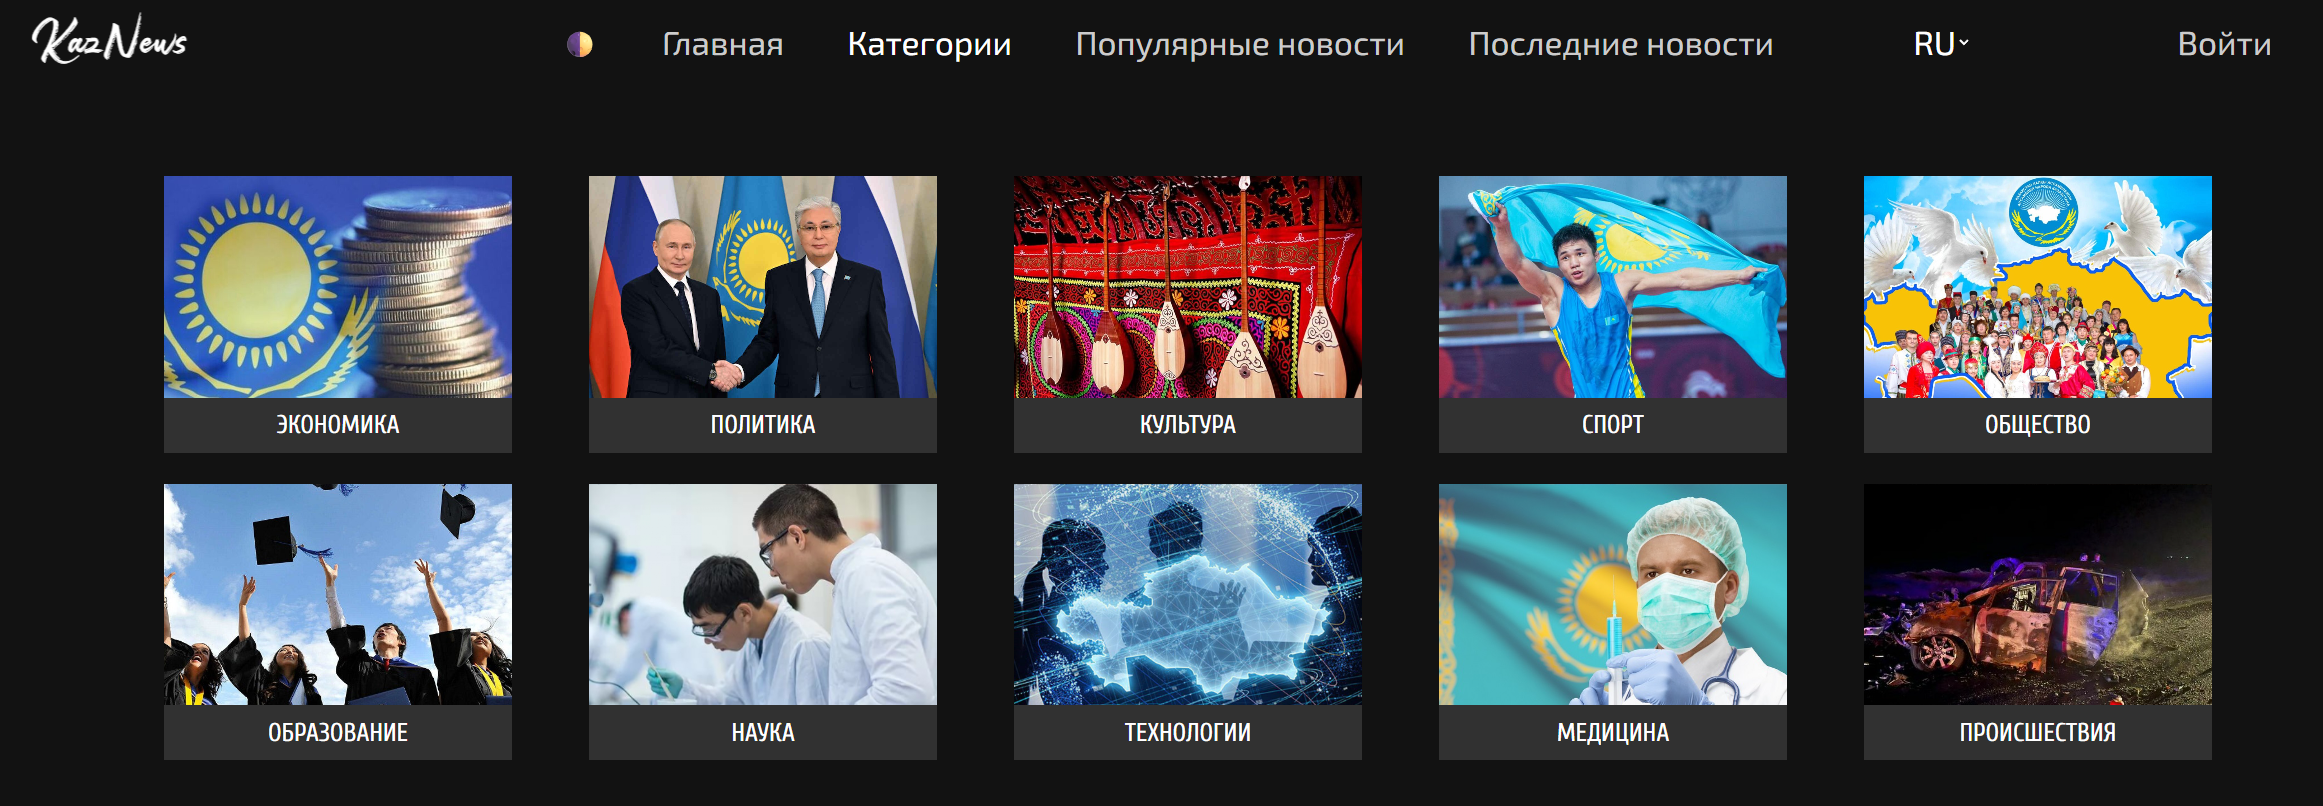 KazNews
Главная
Категории
Популярные новости
Последние новости
RU
Войти
ЭКОНОМИКА
ПОЛИТИКА
КУЛЬТУРА
СПОРТ
ОБЩЕСТВО
ОБРАЗОВАНИЕ
НАУКА
ТЕХНОЛОГИИ
МЕДИЦИНА
ПРОИСШЕСТВИЯ